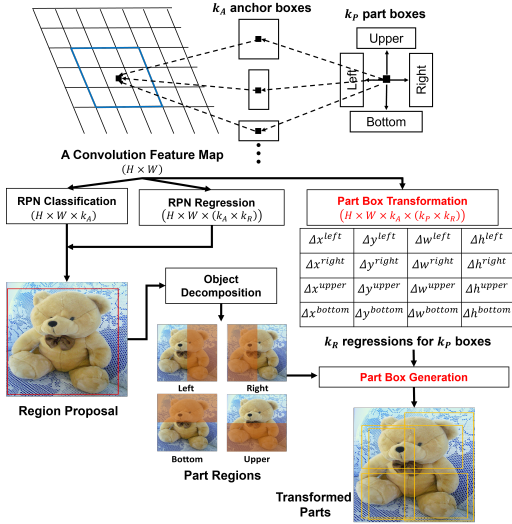 k_A anchor boxes
k_P part boxes
Upper
Left
Right
Bottom
A Convolution Feature Map
(H × W)
RPN Classification
(H × W × k_A)
RPN Regression
(H × W × (k_A × k_R))
Part Box Transformation
(H × W × k_A × (k_P × k_R))
Δx^left Δy^left Δw^left Δh^left
Δx^right Δy^right Δw^right Δh^right
Δx^upper Δy^upper Δw^upper Δh^upper
Δx^bottom Δy^bottom Δw^bottom Δh^bottom
k_R regressions for k_P boxes
Object
Decomposition
Left
Right
Bottom
Upper
Part Regions
Region Proposal
Part Box Generation
Transformed
Parts